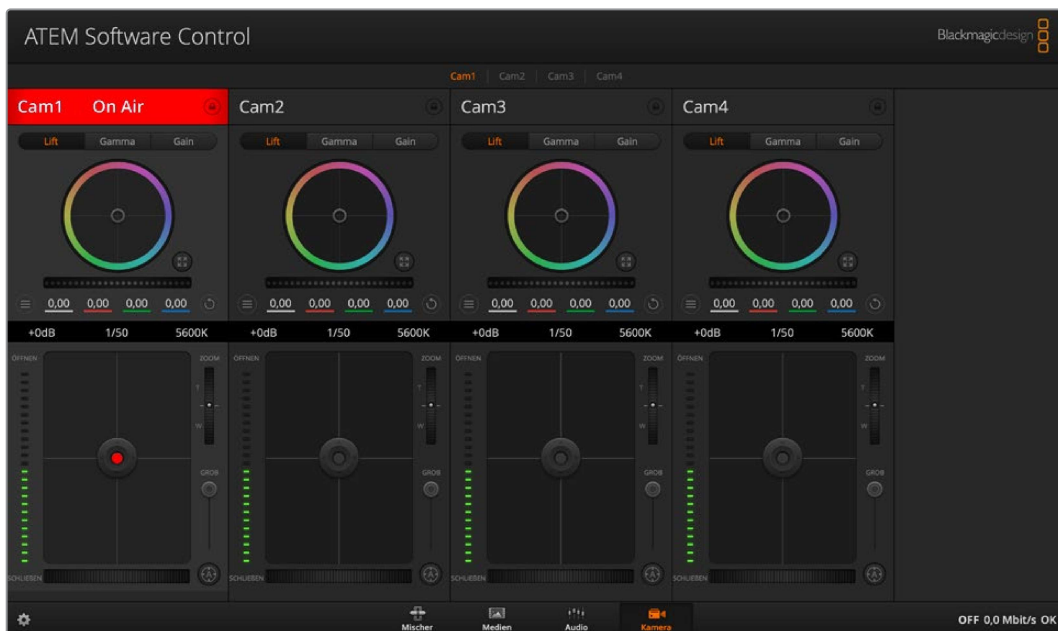 ATEM Software Control
Blackmagicdesign
Cam1 Cam2 Cam3 Cam4
Cam1 On Air Cam2 Cam3 Cam4
Lift Gamma Gain Lift Gamma Gain Lift Gamma Gain Lift Gamma Gain
0,00 0,00 0,00 0,00 0,00 0,00 0,00 0,00 0,00 0,00 0,00 0,00 0,00 0,00 0,00 0,00
+0dB 1/50 5600K +0dB 1/50 5600K +0dB 1/50 5600K +0dB 1/50 5600K
ÖFFNEN ZOOM ÖFFNEN ZOOM ÖFFNEN ZOOM ÖFFNEN ZOOM
T T T T
W W W W
GROB GROB GROB GROB
SCHLIEßEN A SCHLIEßEN A SCHLIEßEN A SCHLIEßEN A
Mischer Medien Audio Kamera
OFF 0,0 Mbit/s OK